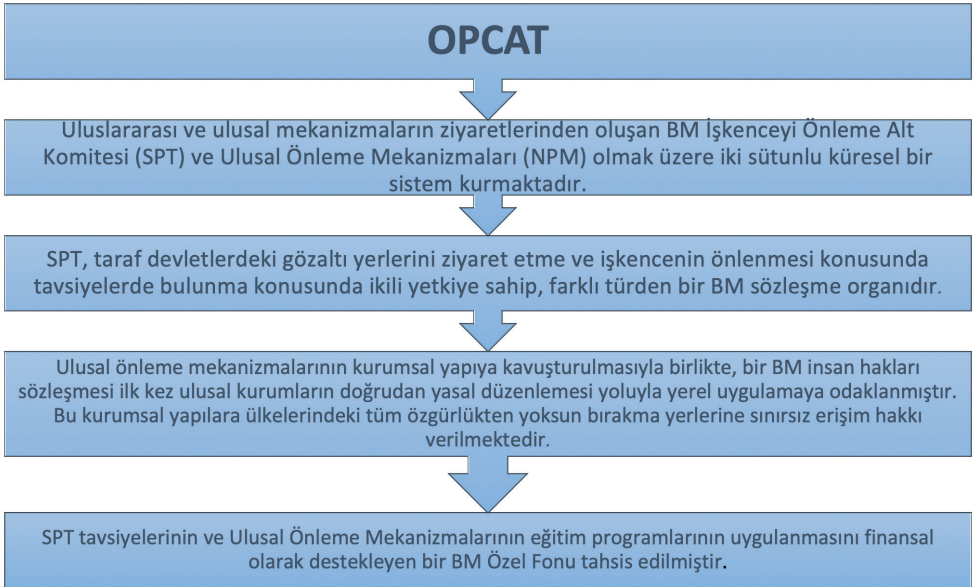 OPCAT
Uluslararası ve ulusal mekanizmaların ziyaretlerinden oluşan BM İşkenceyi Önleme Alt
Komitesi (SPT) ve Ulusal Önleme Mekanizmaları (NPM) olmak üzere iki sütunlu küresel bir
sistem kurmaktadır.
SPT, taraf devletlerdeki gözaltı yerlerini ziyaret etme ve işkencenin önlenmesi konusunda
tavsiyelerde bulunma konusunda ikili yetkiye sahip, farklı türden bir BM sözleşme organıdır.
Ulusal önleme mekanizmalarının kurumsal yapıya kavuşturulmasıyla birlikte, bir BM insan hakları
sözleşmesi ilk kez ulusal kurumların doğrudan yasal düzenlemesi yoluyla yerel uygulamaya odaklanmıştır.
Bu kurumsal yapılara ülkelerindeki tüm özgürlükten yoksun bırakma yerlerine sınırsız erişim hakkı
verilmektedir.
SPT tavsiyelerinin ve Ulusal Önleme Mekanizmalarının eğitim programlarının uygulanmasını finansal
olarak destekleyen bir BM Özel Fonu tahsis edilmiştir.